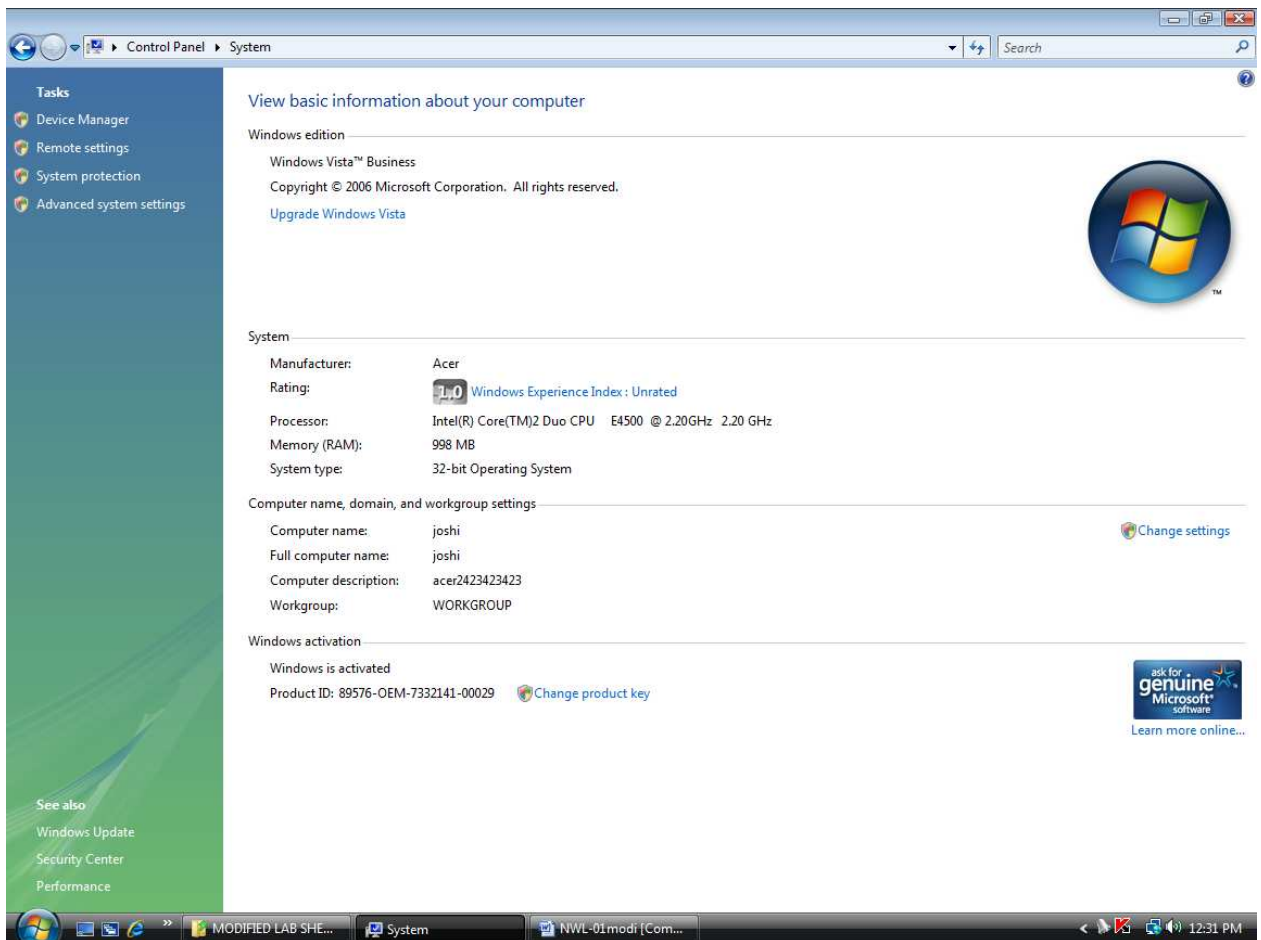 Control Panel ▸ System
Search
Tasks
Device Manager
Remote settings
System protection
Advanced system settings
View basic information about your computer
Windows edition
Windows Vista™ Business
Copyright © 2006 Microsoft Corporation. All rights reserved.
Upgrade Windows Vista
TM
System
Manufacturer: Acer
Rating: 1.0 Windows Experience Index : Unrated
Processor: Intel(R) Core(TM)2 Duo CPU E4500 @ 2.20GHz 2.20 GHz
Memory (RAM): 998 MB
System type: 32-bit Operating System
Computer name, domain, and workgroup settings
Computer name: joshi
Change settings
Full computer name: joshi
Computer description: acer2423423423
Workgroup: WORKGROUP
Windows activation
Windows is activated
Product ID: 89576-OEM-7332141-00029 Change product key
ask for
genuine
Microsoft®
software
Learn more online...
See also
Windows Update
Security Center
Performance
MODIFIED LAB SHE...
System
NWL-01modi [Com...
12:31 PM